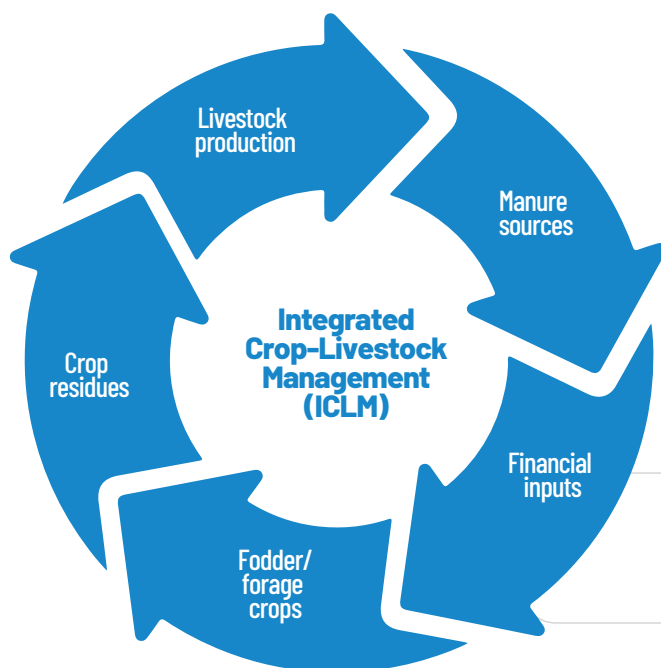 Livestock
production
Manure
sources
Integrated
Crop-Livestock
Management
(ICLM)
Crop
residues
Financial
inputs
Fodder/
forage
crops